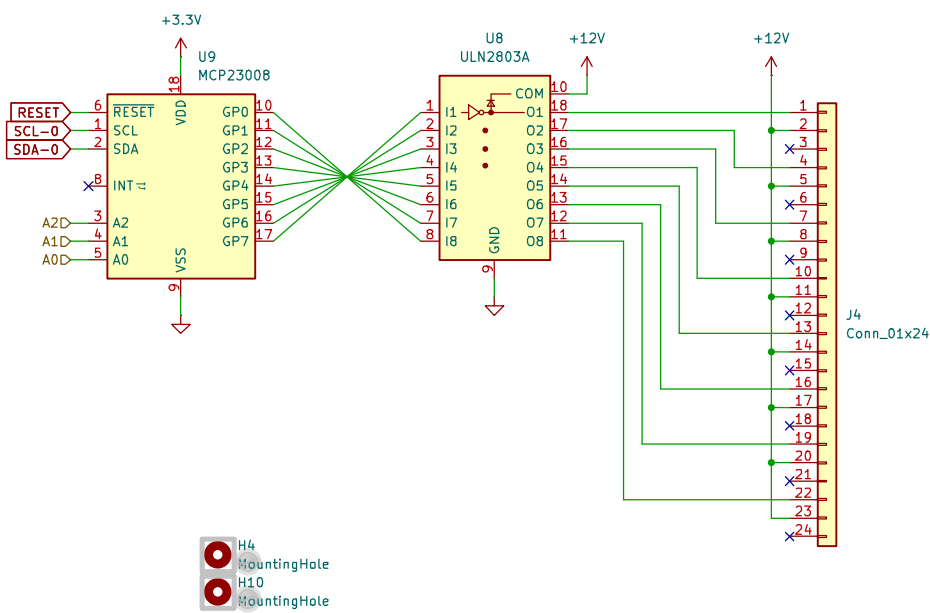 +3.3V
U9
MCP23008
18
VDD
RESET
6
RESET
SCL-0
1
SCL
SDA-0
2
SDA
8
INT
A2
3
A2
A1
4
A1
A0
5
A0
VSS
9
GP0
10
GP1
11
GP2
12
GP3
13
GP4
14
GP5
15
GP6
16
GP7
17
U8
ULN2803A
1
I1
2
I2
3
I3
4
I4
5
I5
6
I6
7
I7
8
I8
GND
9
COM
10
O1
18
O2
17
O3
16
O4
15
O5
14
O6
13
O7
12
O8
11
+12V
+12V
1
2
3
4
5
6
7
8
9
10
11
12
13
14
15
16
17
18
19
20
21
22
23
24
J4
Conn_01x24
H4
MountingHole
H10
MountingHole